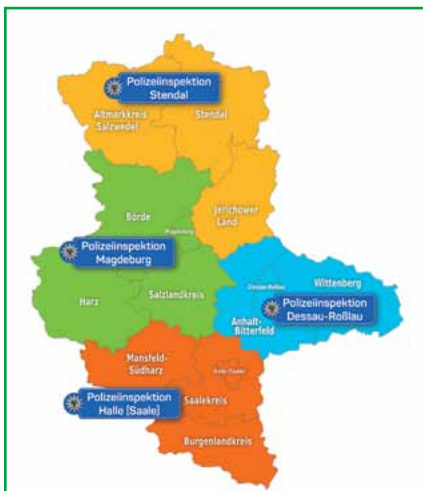 Polizeiinspektion
Stendal
Altmarkkreis
Salzwedel
Stendal
Jerichower
Land
Börde
Magdeburg
Polizeiinspektion
Magdeburg
Harz
Salzlandkreis
Dessau-Roßlau
Wittenberg
Polizeiinspektion
Dessau-Roßlau
Anhalt-
Bitterfeld
Mansfeld-
Südharz
Halle (Saale)
Polizeiinspektion
Halle (Saale)
Saalekreis
Burgenlandkreis